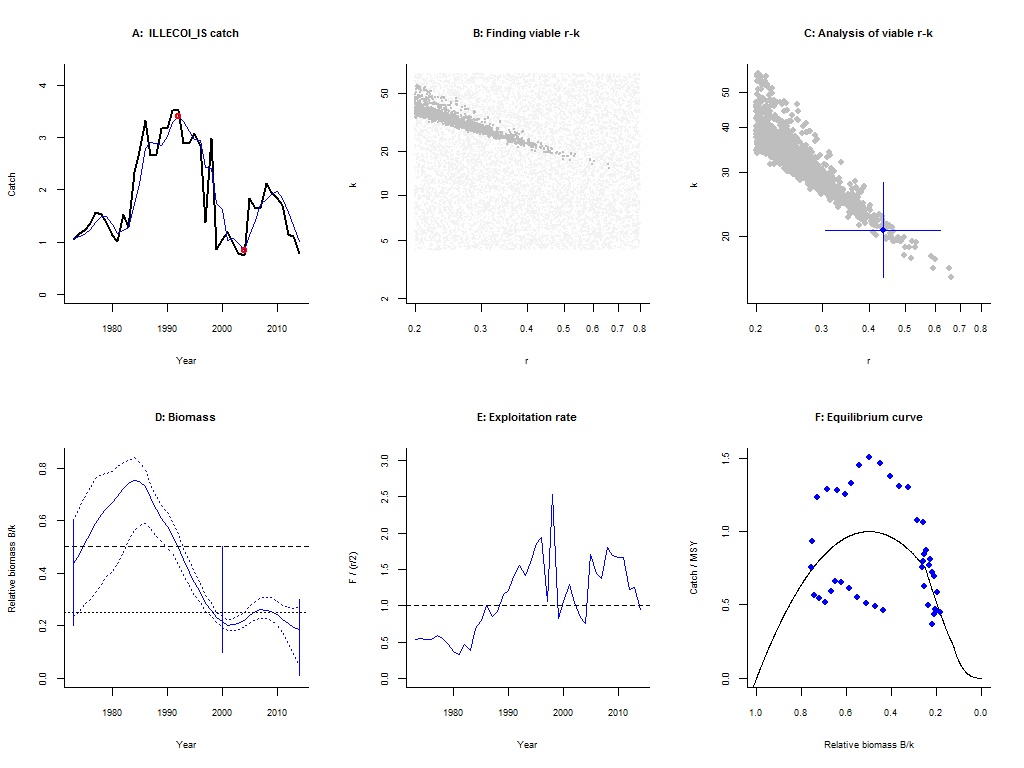 A: ILLECOI_IS catch
B: Finding viable r-k
C: Analysis of viable r-k
Catch
4
3
2
1
0
1980 1990 2000 2010
Year
k
50
20
10
5
2
0.2 0.3 0.4 0.5 0.6 0.7 0.8
r
k
50
40
30
20
0.2 0.3 0.4 0.5 0.6 0.7 0.8
r
D: Biomass
E: Exploitation rate
F: Equilibrium curve
Relative biomass B/k
0.8
0.6
0.4
0.2
0.0
1980 1990 2000 2010
Year
F / (r/2)
3.0
2.5
2.0
1.5
1.0
0.5
0.0
1980 1990 2000 2010
Year
Catch / MSY
1.5
1.0
0.5
0.0
1.0 0.8 0.6 0.4 0.2 0.0
Relative biomass B/k